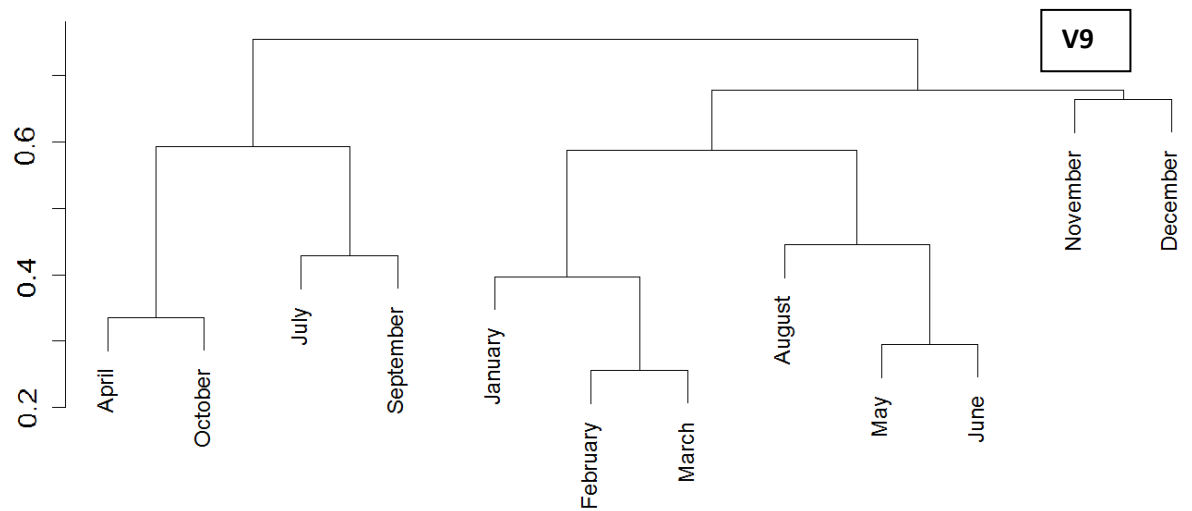 V9
0.6
0.4
0.2
April
October
July
September
January
February
March
August
May
June
November
December